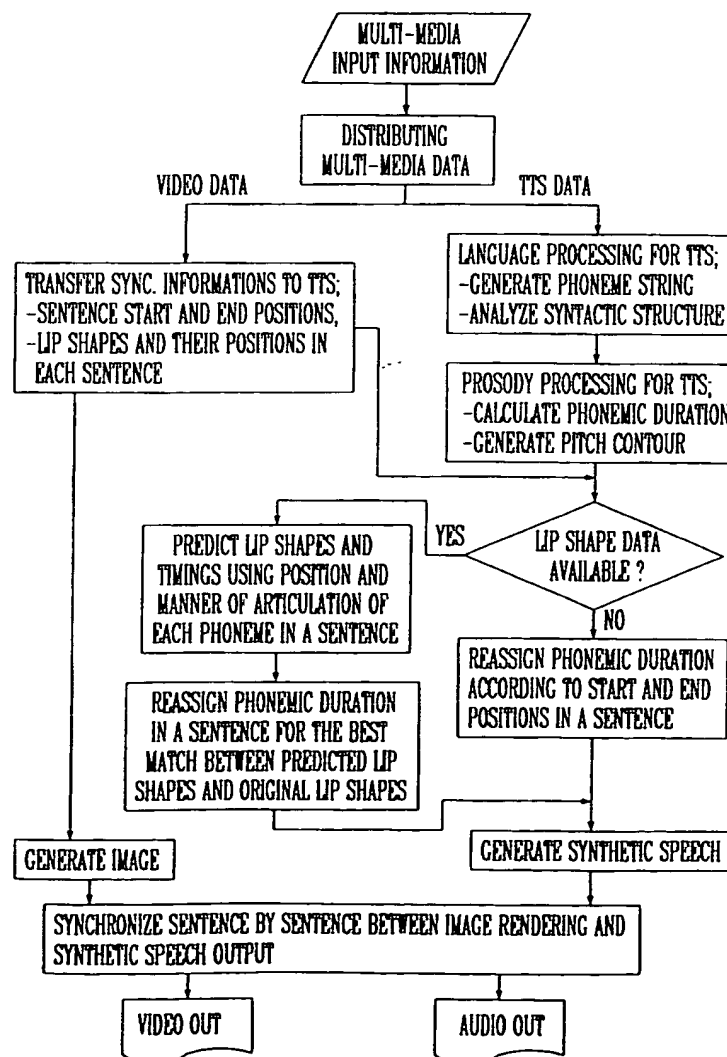 MULTI-MEDIA
INPUT INFORMATION
DISTRIBUTING
MULTI-MEDIA DATA
VIDEO DATA
TTS DATA
TRANSFER SYNC. INFORMATIONS TO TTS;
-SENTENCE START AND END POSITIONS,
-LIP SHAPES AND THEIR POSITIONS IN
EACH SENTENCE
LANGUAGE PROCESSING FOR TTS;
-GENERATE PHONEME STRING
-ANALYZE SYNTACTIC STRUCTURE
PROSODY PROCESSING FOR TTS;
-CALCULATE PHONEMIC DURATION
-GENERATE PITCH CONTOUR
LIP SHAPE DATA
AVAILABLE ?
YES
NO
PREDICT LIP SHAPES AND
TIMINGS USING POSITION AND
MANNER OF ARTICULATION OF
EACH PHONEME IN A SENTENCE
REASSIGN PHONEMIC DURATION
IN A SENTENCE FOR THE BEST
MATCH BETWEEN PREDICTED LIP
SHAPES AND ORIGINAL LIP SHAPES
REASSIGN PHONEMIC DURATION
ACCORDING TO START AND END
POSITIONS IN A SENTENCE
GENERATE IMAGE
GENERATE SYNTHETIC SPEECH
SYNCHRONIZE SENTENCE BY SENTENCE BETWEEN IMAGE RENDERING AND
SYNTHETIC SPEECH OUTPUT
VIDEO OUT
AUDIO OUT